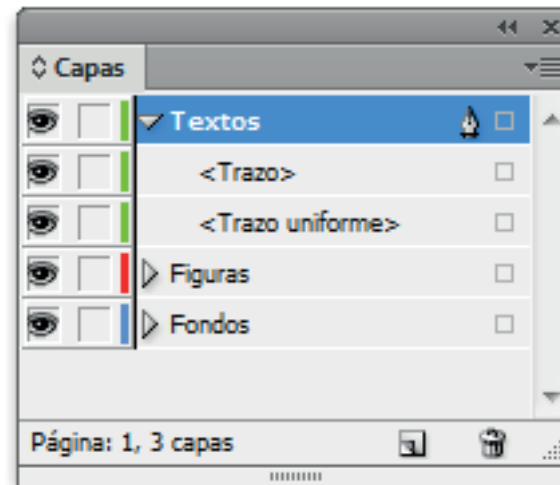 Capas
Textos
<Trazo>
<Trazo uniforme>
Figuras
Fondos
Página: 1, 3 capas